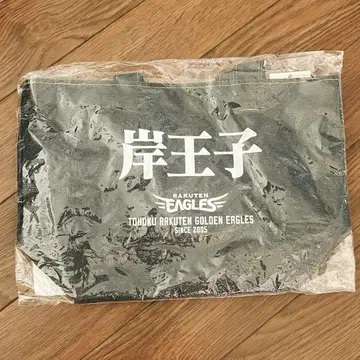 岸王子
RAKUTEN
EAGLES
TOHOKU RAKUTEN GOLDEN EAGLES
SINCE 2005